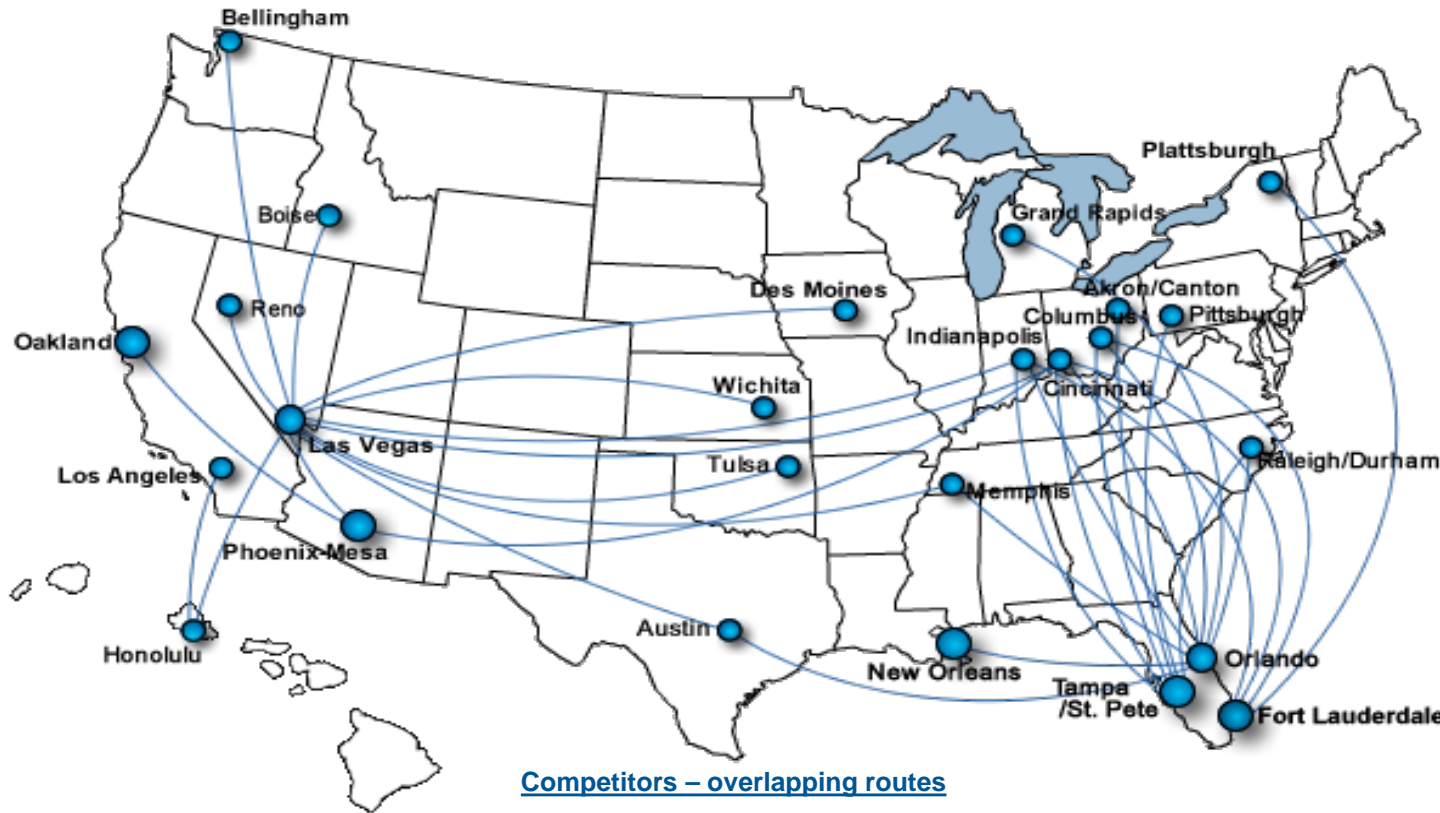 Bellingham
Plattsburgh
Boise
Grand Rapids
Des Moines
Akron/Canton
Reno
Columbus
Pittsburgh
Oakland
Indianapolis
Wichita
Cincinnati
Las Vegas
Los Angeles
Tulsa
Raleigh/Durham
Memphis
Phoenix-Mesa
Austin
Honolulu
New Orleans
Orlando
Tampa
/St. Pete
Fort Lauderdale
Competitors – overlapping routes